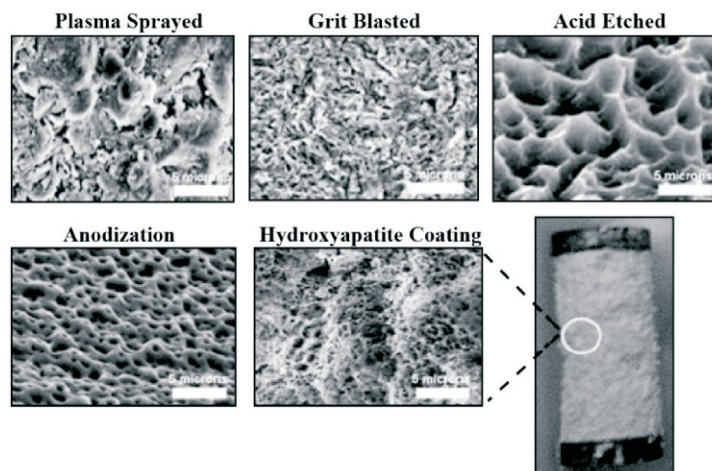 Plasma Sprayed
Grit Blasted
Acid Etched
5 microns
5 microns
5 microns
Anodization
Hydroxyapatite Coating
5 microns
5 microns